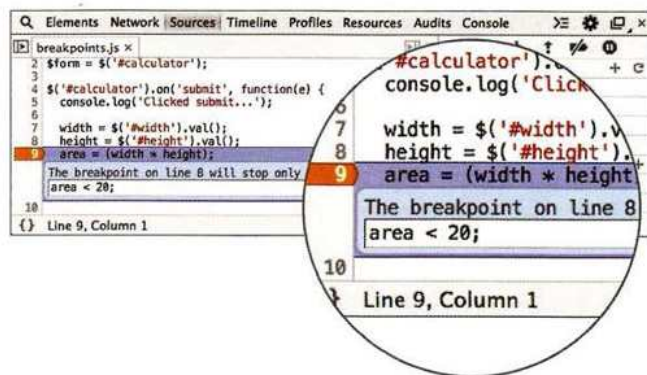 Elements Network Sources Timeline Profiles Resources Audits Console
breakpoints.js ×
2 $form = $('#calculator');
4 $('#calculator').on('submit', function(e) {
5 console.log('Clicked submit...');
6
7 width = $('#width').val();
8 height = $('#height').val();
9 area = (width * height);
The breakpoint on line 8 will stop only
area < 20;
10
{} Line 9, Column 1
#calculator').
console.log('Click
6
7 width = $('#width').v
8 height = $('#height').
9 area = (width * height
The breakpoint on line 8
area < 20;
10
} Line 9, Column 1